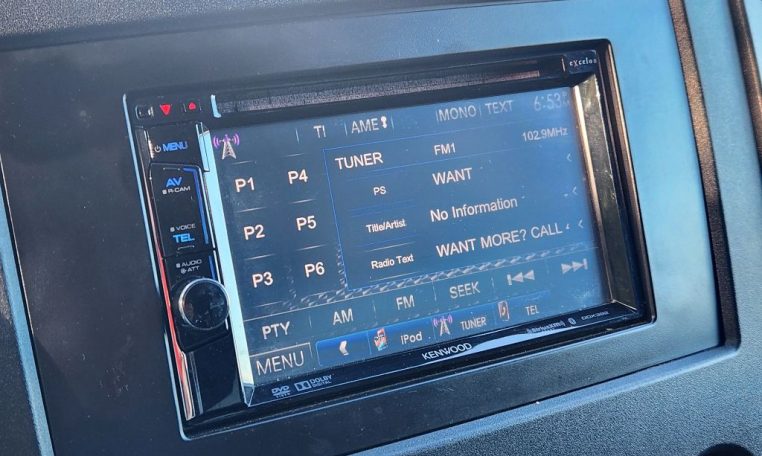 eXcelon
MENU
AV
R-CAM
VOICE
TEL
AUDIO
ATT
TI AME MONO TEXT 6:53
TUNER FM1 102.9MHz
P1 P4
PS WANT
P2 P5
Title/Artist No Information
P3 P6
Radio Text WANT MORE? CALL
PTY AM FM SEEK
MENU iPod TUNER TEL
KENWOOD
DVD DOLBY DIGITAL
SiriusXM